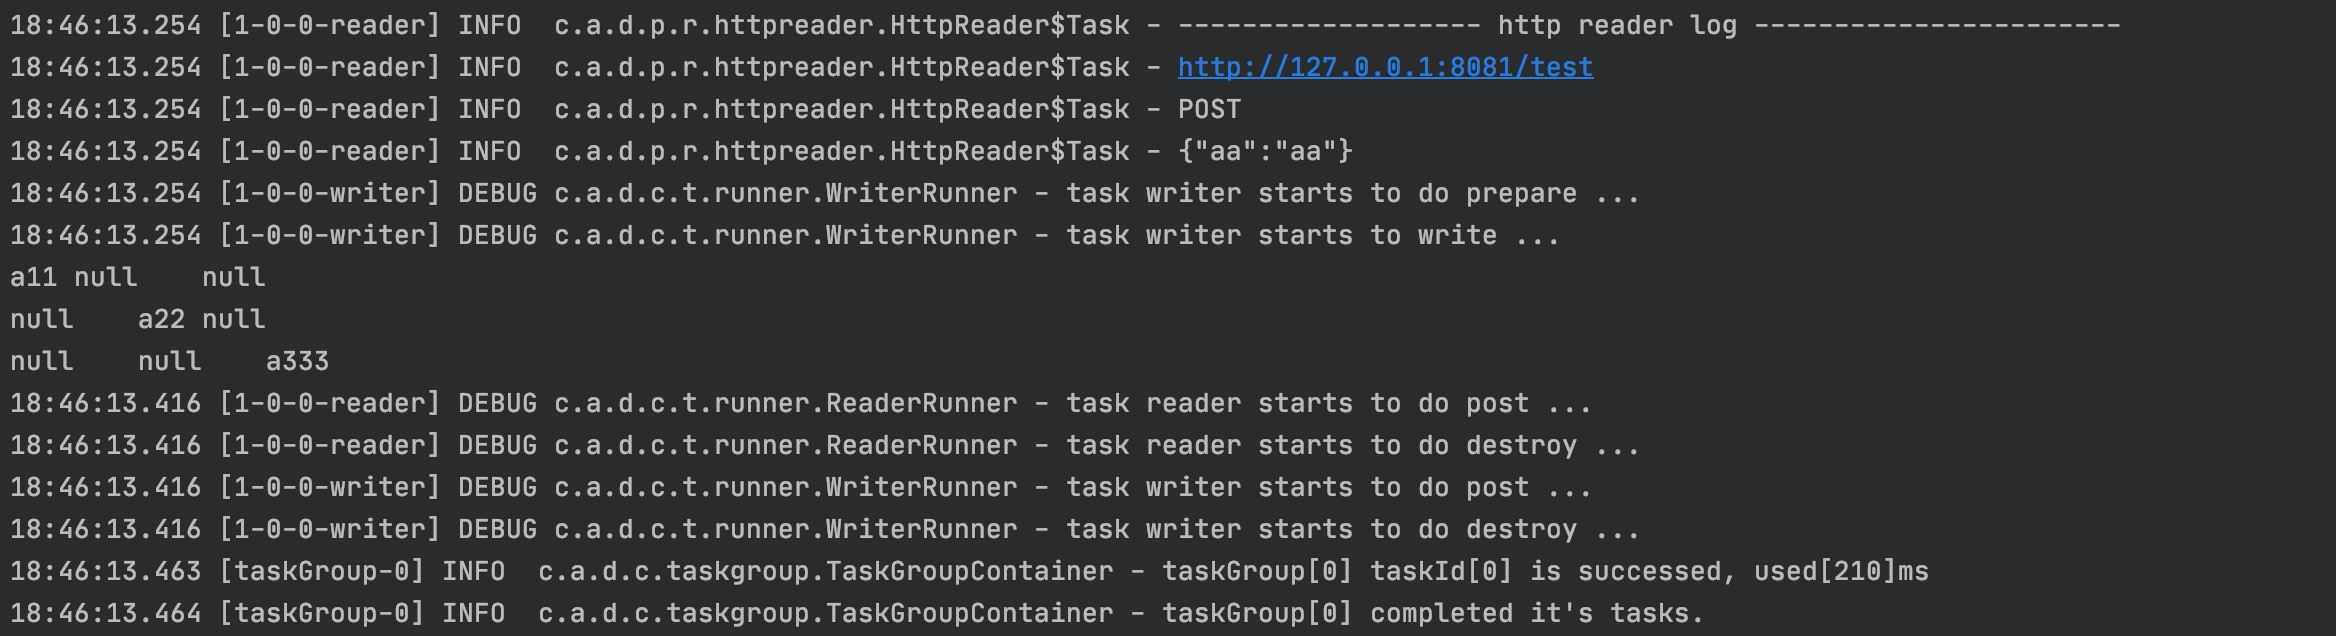 18:46:13.254 [1-0-0-reader] INFO  c.a.d.p.r.httpreader.HttpReader$Task - ------------------- http reader log -----------------------
18:46:13.254 [1-0-0-reader] INFO  c.a.d.p.r.httpreader.HttpReader$Task - http://127.0.0.1:8081/test
18:46:13.254 [1-0-0-reader] INFO  c.a.d.p.r.httpreader.HttpReader$Task - POST
18:46:13.254 [1-0-0-reader] INFO  c.a.d.p.r.httpreader.HttpReader$Task - {"aa":"aa"}
18:46:13.254 [1-0-0-writer] DEBUG c.a.d.c.t.runner.WriterRunner - task writer starts to do prepare ...
18:46:13.254 [1-0-0-writer] DEBUG c.a.d.c.t.runner.WriterRunner - task writer starts to write ...
a11 null    null
null    a22 null
null    null    a333
18:46:13.416 [1-0-0-reader] DEBUG c.a.d.c.t.runner.ReaderRunner - task reader starts to do post ...
18:46:13.416 [1-0-0-reader] DEBUG c.a.d.c.t.runner.ReaderRunner - task reader starts to do destroy ...
18:46:13.416 [1-0-0-writer] DEBUG c.a.d.c.t.runner.WriterRunner - task writer starts to do post ...
18:46:13.416 [1-0-0-writer] DEBUG c.a.d.c.t.runner.WriterRunner - task writer starts to do destroy ...
18:46:13.463 [taskGroup-0] INFO  c.a.d.c.taskgroup.TaskGroupContainer - taskGroup[0] taskId[0] is successed, used[210]ms
18:46:13.464 [taskGroup-0] INFO  c.a.d.c.taskgroup.TaskGroupContainer - taskGroup[0] completed it's tasks.